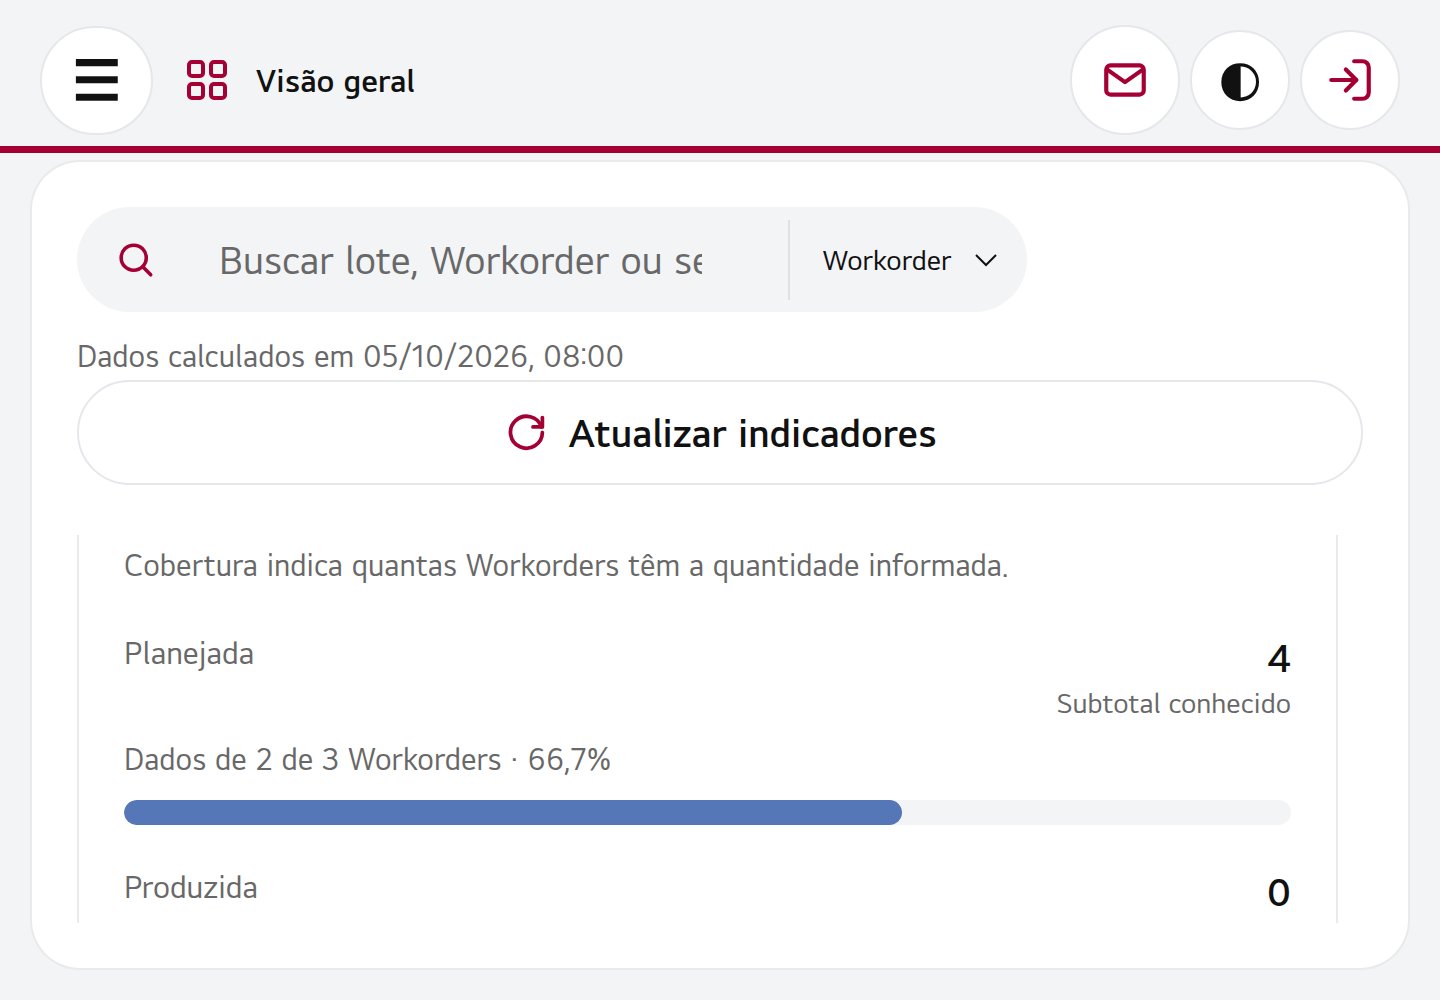 Visão geral
Buscar lote, Workorder ou se
Workorder
Dados calculados em 05/10/2026, 08:00
Atualizar indicadores
Cobertura indica quantas Workorders têm a quantidade informada.
Planejada
4
Subtotal conhecido
Dados de 2 de 3 Workorders · 66,7%
Produzida
0